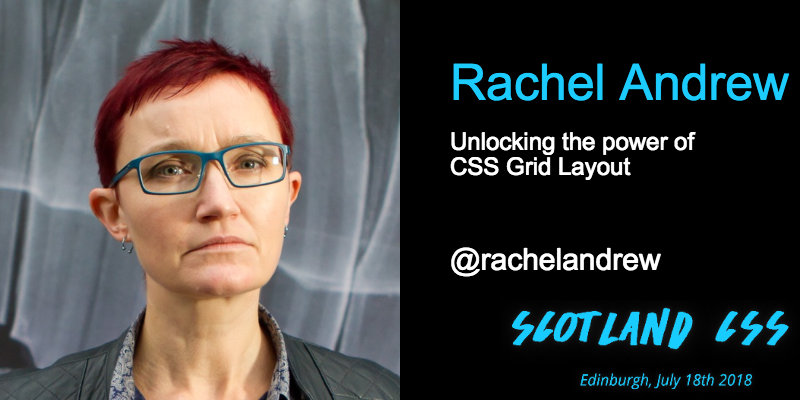 Rachel Andrew
Unlocking the power of
CSS Grid Layout
@rachelandrew
SCOTLAND CSS
Edinburgh, July 18th 2018